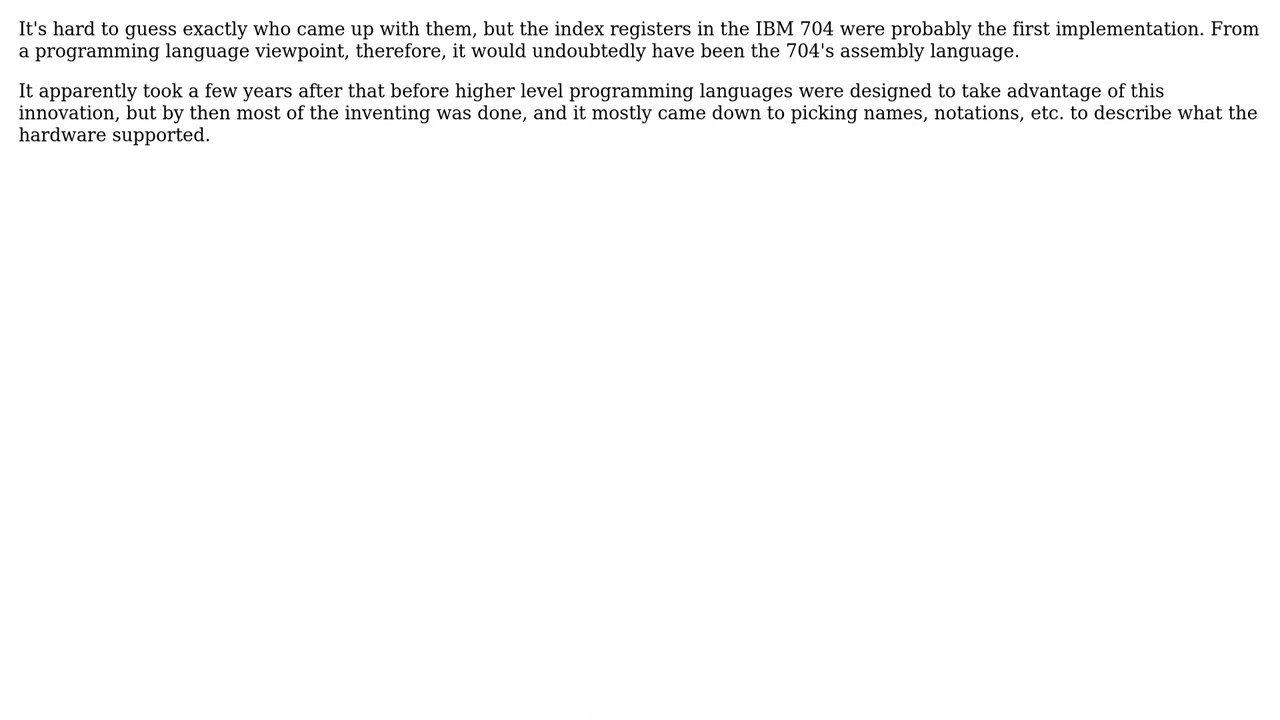 It's hard to guess exactly who came up with them, but the index registers in the IBM 704 were probably the first implementation. From
a programming language viewpoint, therefore, it would undoubtedly have been the 704's assembly language.
It apparently took a few years after that before higher level programming languages were designed to take advantage of this
innovation, but by then most of the inventing was done, and it mostly came down to picking names, notations, etc. to describe what the
hardware supported.